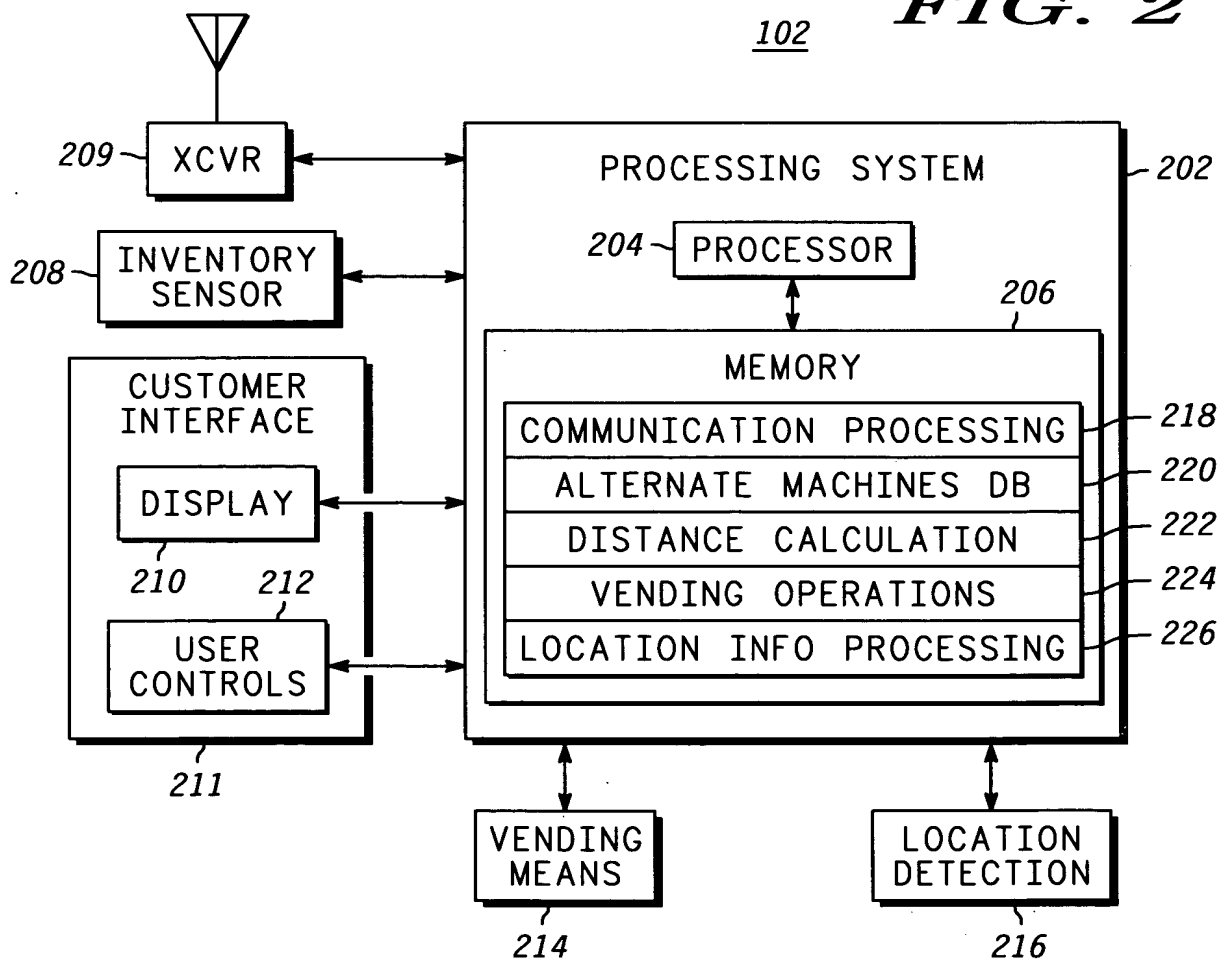 FIG. 2
102
209
XCVR
PROCESSING SYSTEM
202
208
INVENTORY
SENSOR
204
PROCESSOR
206
MEMORY
CUSTOMER
INTERFACE
COMMUNICATION PROCESSING
218
ALTERNATE MACHINES DB
220
DISPLAY
DISTANCE CALCULATION
222
210
212
VENDING OPERATIONS
224
USER
CONTROLS
LOCATION INFO PROCESSING
226
211
VENDING
MEANS
LOCATION
DETECTION
214
216